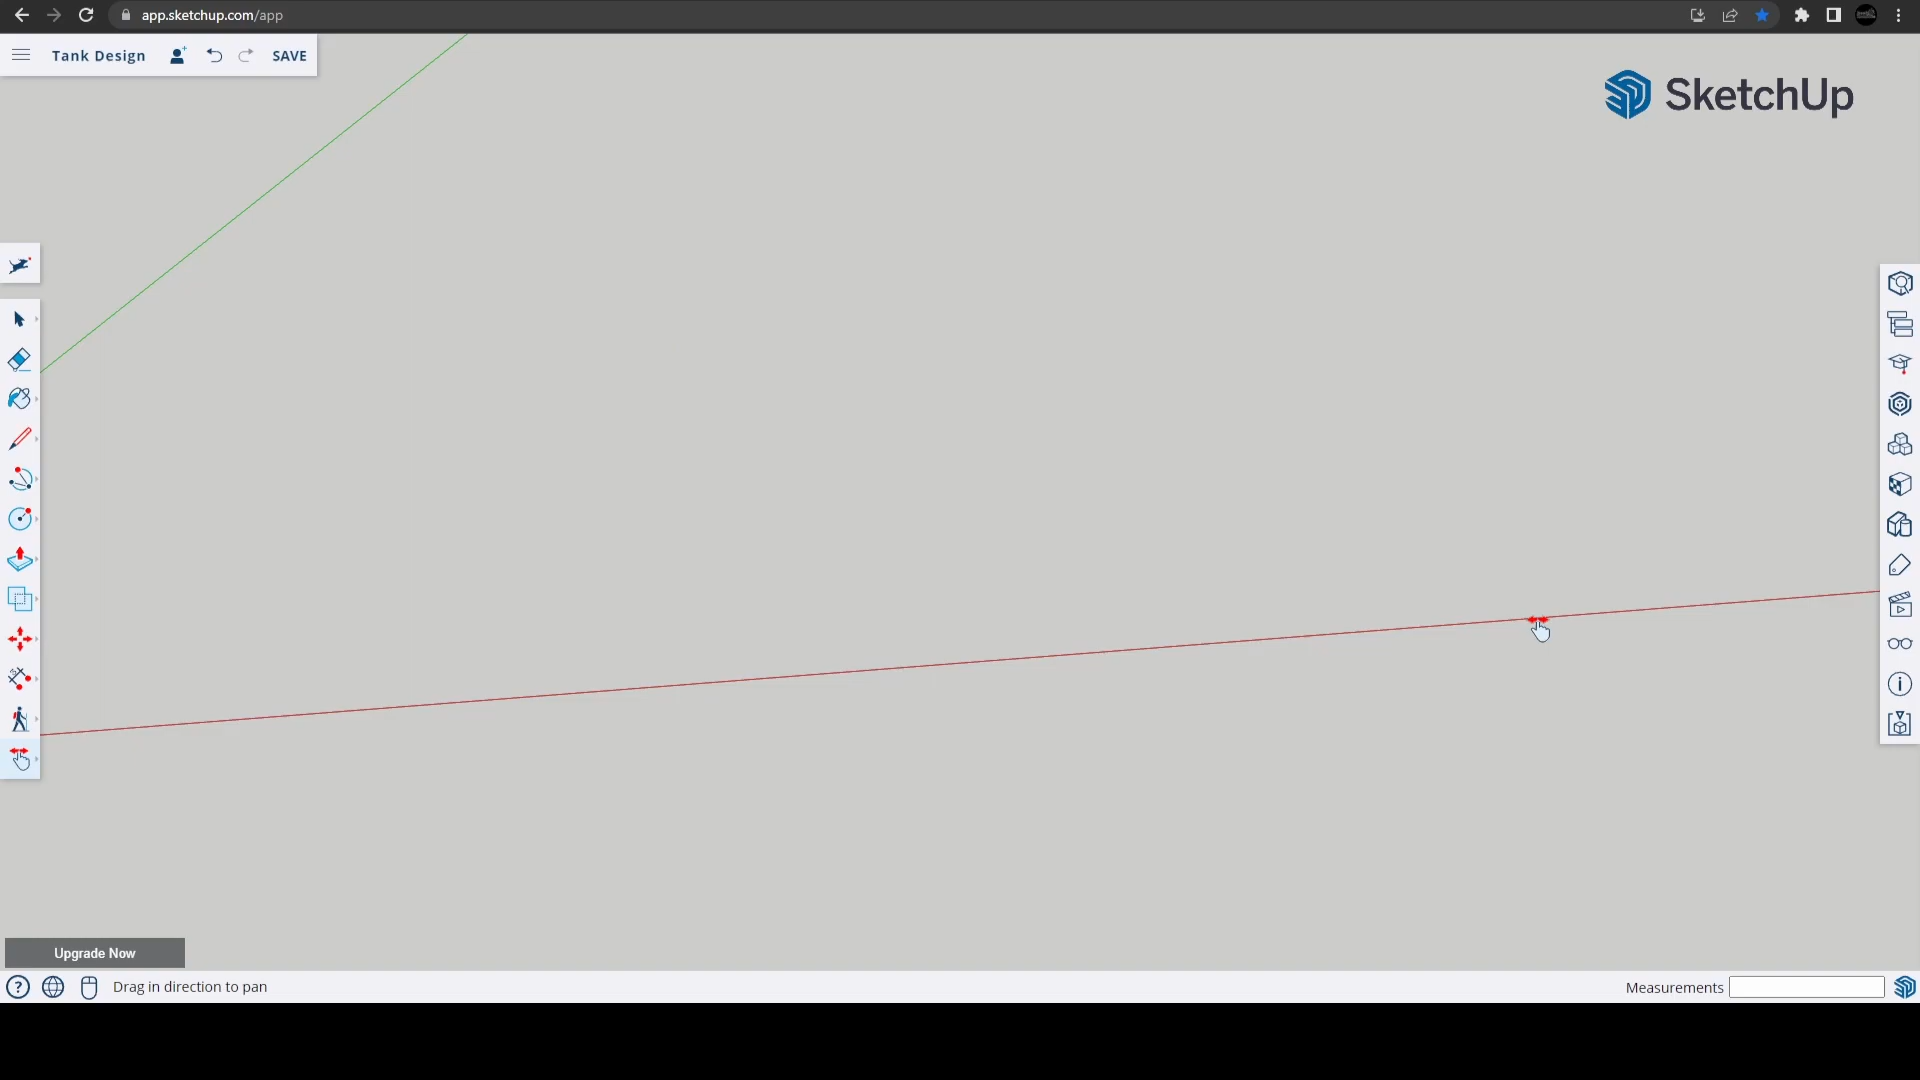 app.sketchup.com/app
Tank Design
SAVE
SketchUp
Upgrade Now
Drag in direction to pan
Measurements